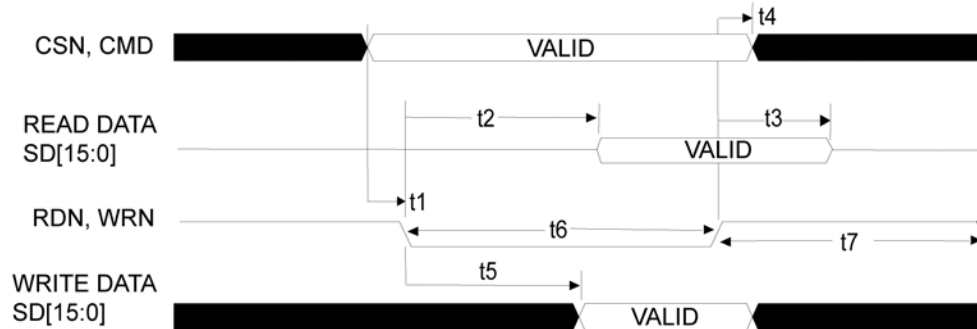 CSN, CMD
VALID
t4
READ DATA
SD[15:0]
t2
t3
VALID
t1
RDN, WRN
t6
t7
WRITE DATA
SD[15:0]
t5
VALID